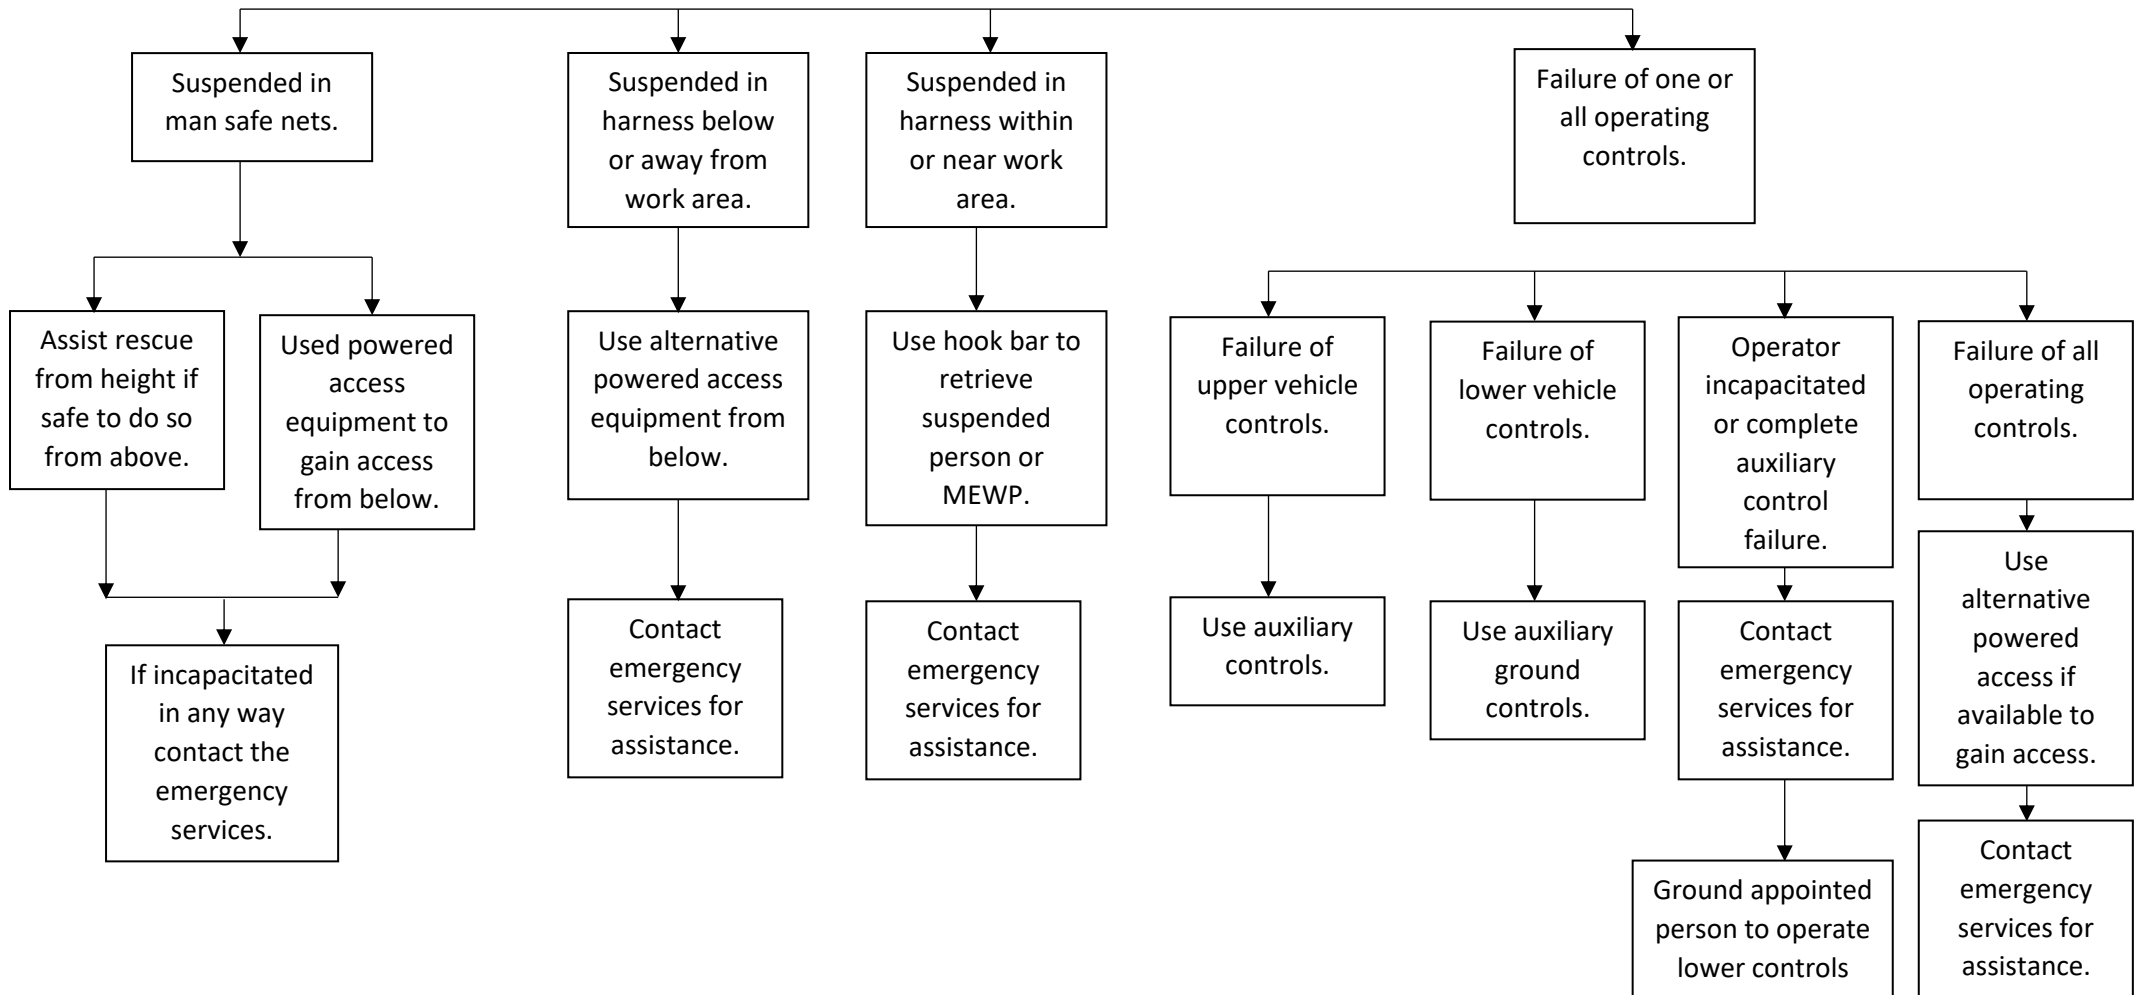 Suspended in
man safe nets.
Suspended in
harness below
or away from
work area.
Suspended in
harness within
or near work
area.
Failure of one or
all operating
controls.
Assist rescue
from height if
safe to do so
from above.
Used powered
access
equipment to
gain access
from below.
Use alternative
powered access
equipment from
below.
Use hook bar to
retrieve
suspended
person or
MEWP.
Failure of
upper vehicle
controls.
Failure of
lower vehicle
controls.
Operator
incapacitated
or complete
auxiliary
control
failure.
Failure of all
operating
controls.
If incapacitated
in any way
contact the
emergency
services.
Contact
emergency
services for
assistance.
Contact
emergency
services for
assistance.
Use auxiliary
controls.
Use auxiliary
ground
controls.
Contact
emergency
services for
assistance.
Use
alternative
powered
access if
available to
gain access.
Ground appointed
person to operate
lower controls
Contact
emergency
services for
assistance.